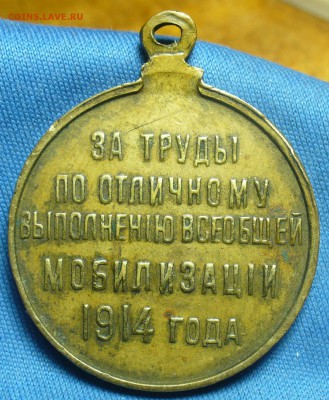 COINS.LAVE.RU
ЗА ТРУДЫ
ПО ОТЛИЧНОМУ
ВЫПОЛНЕНІЮ ВСЕОБЩЕЙ
МОБИЛИЗАЦІИ
1914 ГОДА